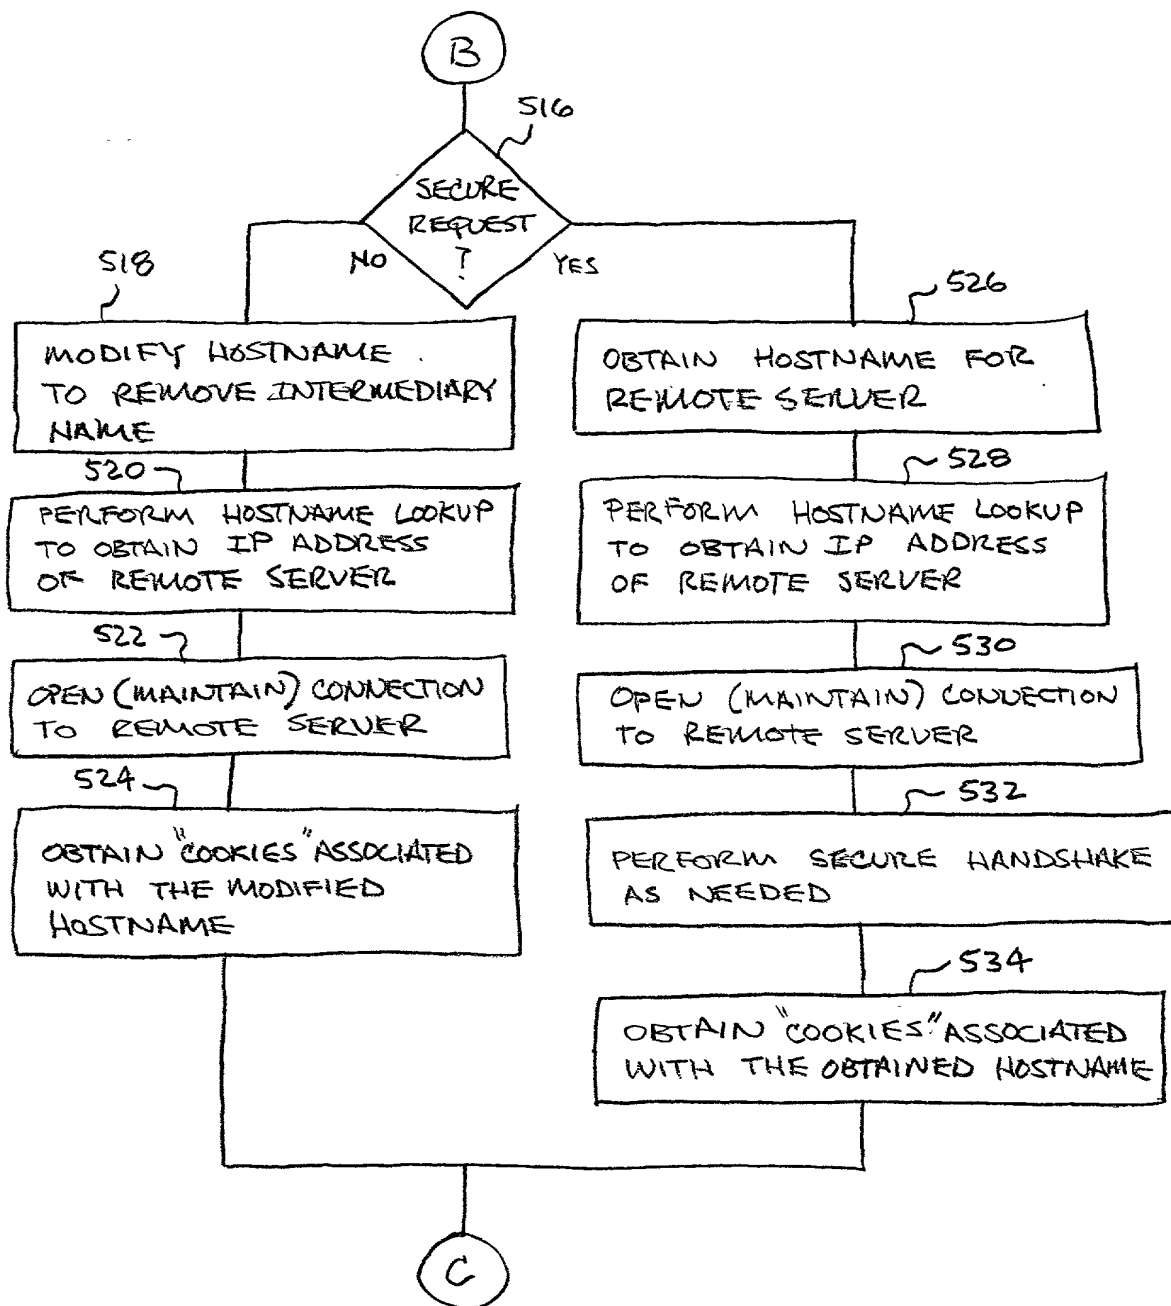 B
516
SECURE
REQUEST
?
NO
YES
518
MODIFY HOSTNAME
TO REMOVE INTERMEDIARY
NAME
520
PERFORM HOSTNAME LOOKUP
TO OBTAIN IP ADDRESS
OF REMOTE SERVER
522
OPEN (MAINTAIN) CONNECTION
TO REMOTE SERVER
524
OBTAIN "COOKIES" ASSOCIATED
WITH THE MODIFIED
HOSTNAME
526
OBTAIN HOSTNAME FOR
REMOTE SERVER
528
PERFORM HOSTNAME LOOKUP
TO OBTAIN IP ADDRESS
OF REMOTE SERVER
530
OPEN (MAINTAIN) CONNECTION
TO REMOTE SERVER
532
PERFORM SECURE HANDSHAKE
AS NEEDED
534
OBTAIN "COOKIES" ASSOCIATED
WITH THE OBTAINED HOSTNAME
C